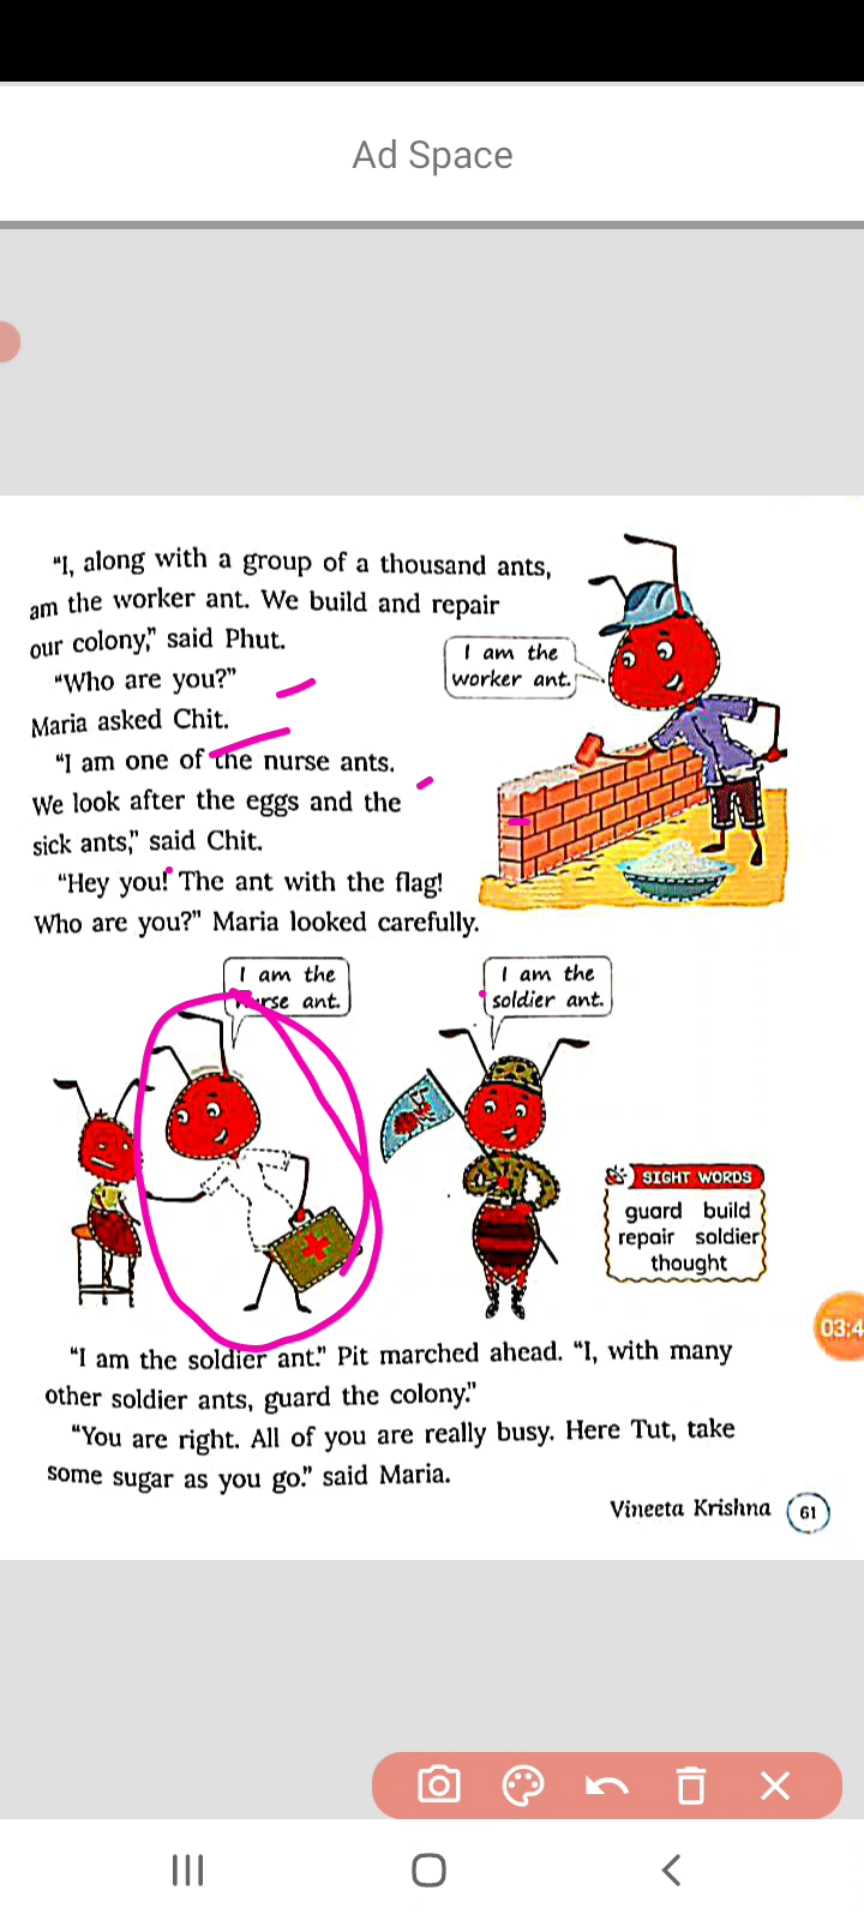 Ad Space
"I, along with a group of a thousand ants,
am the worker ant. We build and repair
our colony," said Phut.
"Who are you?"
Maria asked Chit.
"I am one of the nurse ants.
We look after the eggs and the
sick ants," said Chit.
"Hey you! The ant with the flag!
Who are you?" Maria looked carefully.
I am the
worker ant.
I am the
nurse ant.
I am the
soldier ant.
SIGHT WORDS
guard build
repair soldier
thought
03:4
"I am the soldier ant." Pit marched ahead. "I, with many
other soldier ants, guard the colony."
"You are right. All of you are really busy. Here Tut, take
some sugar as you go." said Maria.
Vineeta Krishna 61